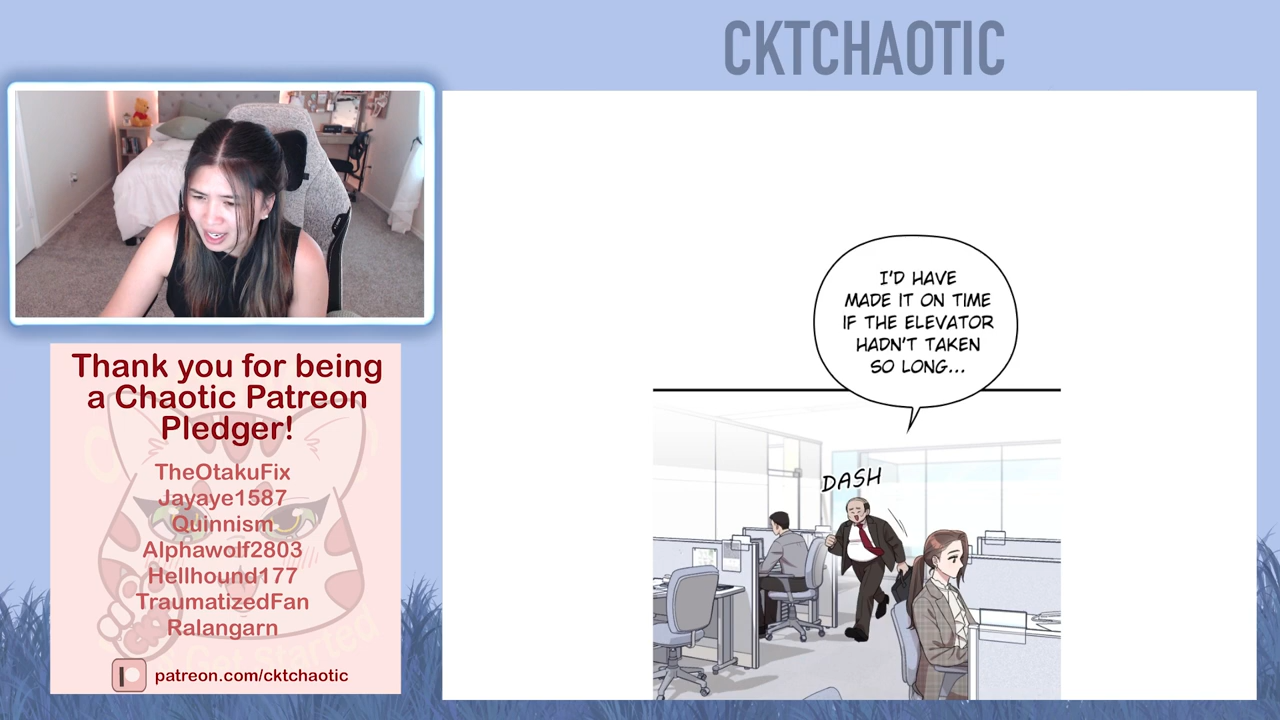 CKTCHAOTIC
Thank you for being
a Chaotic Patreon
Pledger!
TheOtakuFix
Jayaye1587
Quinnism
Alphawolf2803
Hellhound177
TraumatizedFan
Ralangarn
patreon.com/cktchaotic
I'D HAVE
MADE IT ON TIME
IF THE ELEVATOR
HADN'T TAKEN
SO LONG...
DASH